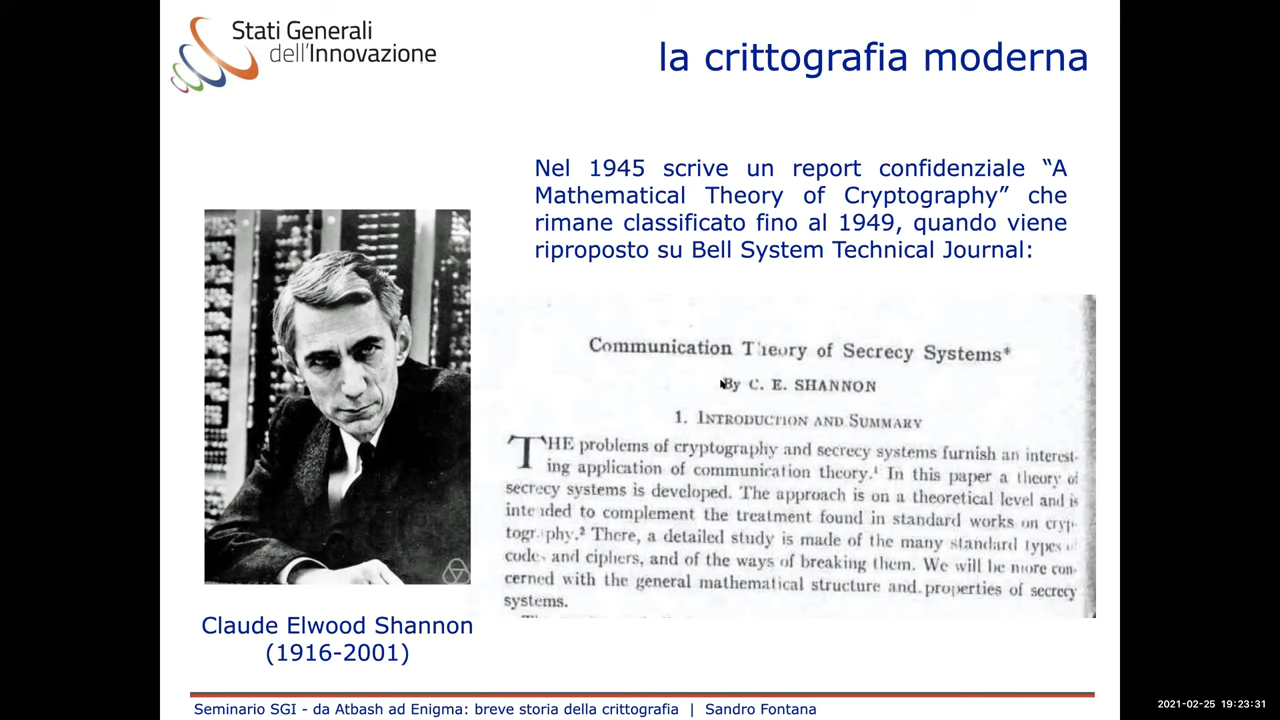 Stati Generali
dell'Innovazione
la crittografia moderna
Nel 1945 scrive un report confidenziale “A
Mathematical Theory of Cryptography” che
rimane classificato fino al 1949, quando viene
riproposto su Bell System Technical Journal:
Communication Theory of Secrecy Systems*
By C. E. SHANNON
1. INTRODUCTION AND SUMMARY
THE problems of cryptography and secrecy systems furnish an interest-
ing application of communication theory.¹ In this paper a theory of
secrecy systems is developed. The approach is on a theoretical level and is
intended to complement the treatment found in standard works on cryp-
tography.² There, a detailed study is made of the many standard types of
codes and ciphers, and of the ways of breaking them. We will be more con-
cerned with the general mathematical structure and properties of secrecy
systems.
Claude Elwood Shannon
(1916-2001)
Seminario SGI - da Atbash ad Enigma: breve storia della crittografia | Sandro Fontana
2021-02-25 19:23:31